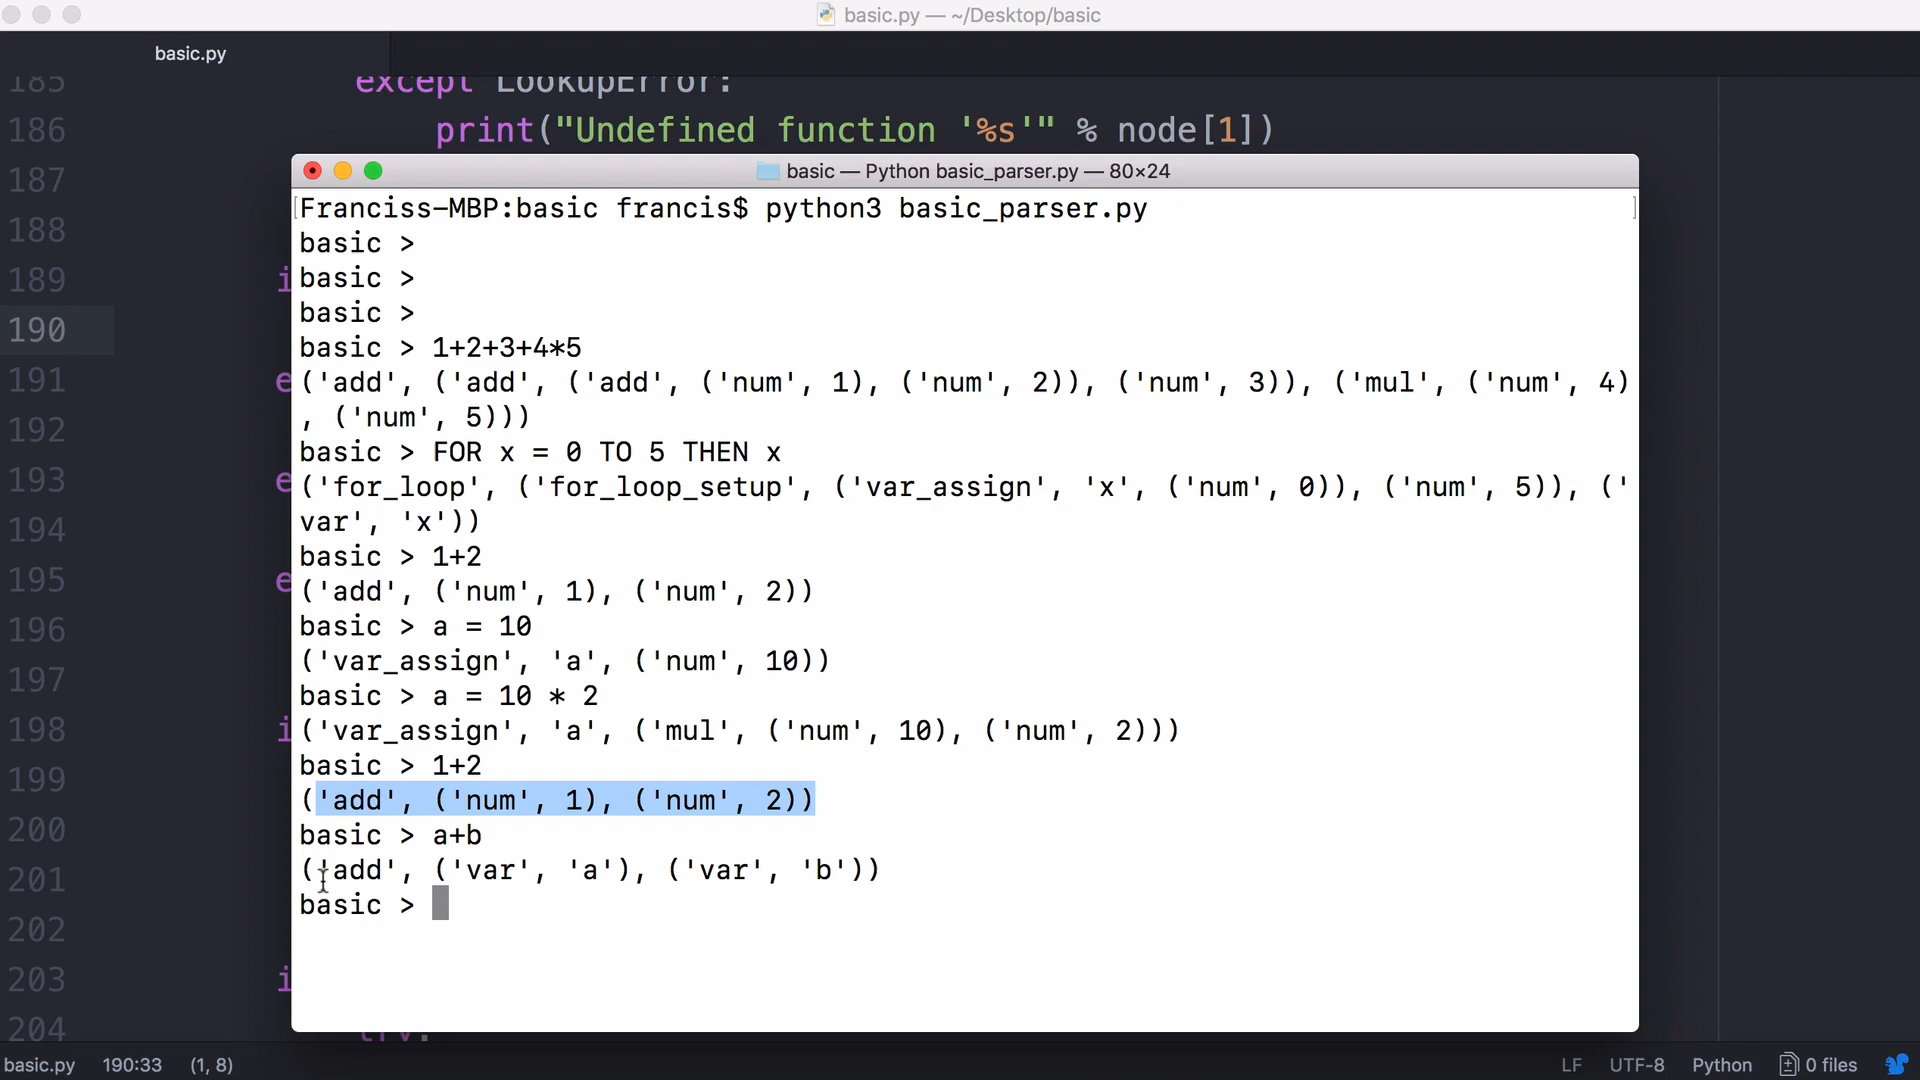 basic.py — ~/Desktop/basic
basic.py
185 except LookupError:
186 print("Undefined function '%s'" % node[1])
187
188
189 i
190
191 e
192
193 e
194
195 e
196
197
198 i
199
200
201
202
203 i
204 try:
basic — Python basic_parser.py — 80×24
[Franciss-MBP:basic francis$ python3 basic_parser.py ]
basic >
basic >
basic >
basic > 1+2+3+4*5
('add', ('add', ('add', ('num', 1), ('num', 2)), ('num', 3)), ('mul', ('num', 4)
, ('num', 5)))
basic > FOR x = 0 TO 5 THEN x
('for_loop', ('for_loop_setup', ('var_assign', 'x', ('num', 0)), ('num', 5)), ('
var', 'x'))
basic > 1+2
('add', ('num', 1), ('num', 2))
basic > a = 10
('var_assign', 'a', ('num', 10))
basic > a = 10 * 2
('var_assign', 'a', ('mul', ('num', 10), ('num', 2)))
basic > 1+2
('add', ('num', 1), ('num', 2))
basic > a+b
('add', ('var', 'a'), ('var', 'b'))
basic >
basic.py 190:33 (1, 8) LF UTF-8 Python 0 files